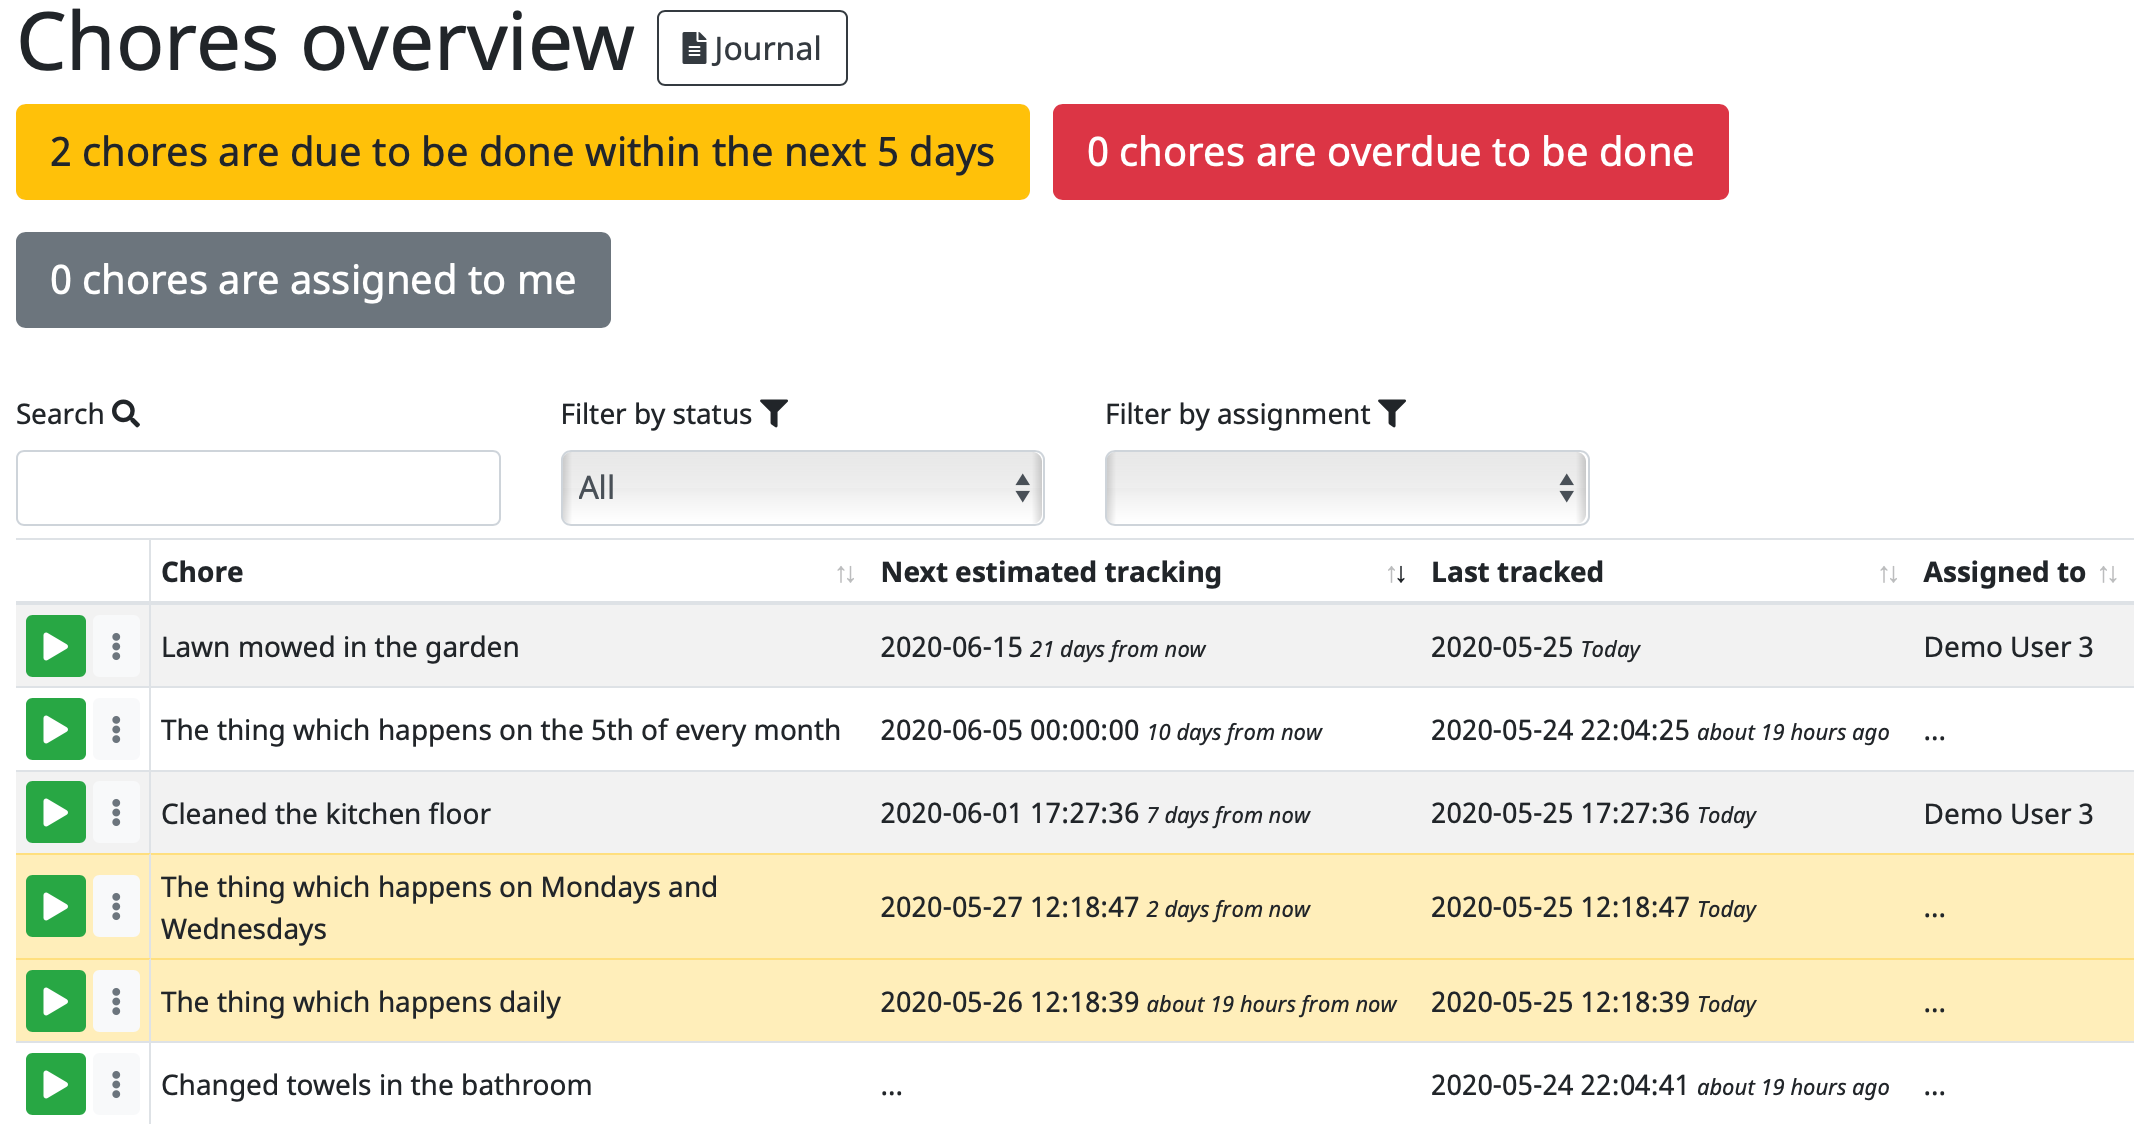 Chores overview Journal
2 chores are due to be done within the next 5 days 0 chores are overdue to be done
0 chores are assigned to me
Search Filter by status Filter by assignment
All
Chore Next estimated tracking Last tracked Assigned to
Lawn mowed in the garden 2020-06-15 21 days from now 2020-05-25 Today Demo User 3
The thing which happens on the 5th of every month 2020-06-05 00:00:00 10 days from now 2020-05-24 22:04:25 about 19 hours ago ...
Cleaned the kitchen floor 2020-06-01 17:27:36 7 days from now 2020-05-25 17:27:36 Today Demo User 3
The thing which happens on Mondays and
Wednesdays 2020-05-27 12:18:47 2 days from now 2020-05-25 12:18:47 Today ...
The thing which happens daily 2020-05-26 12:18:39 about 19 hours from now 2020-05-25 12:18:39 Today ...
Changed towels in the bathroom ... 2020-05-24 22:04:41 about 19 hours ago ...